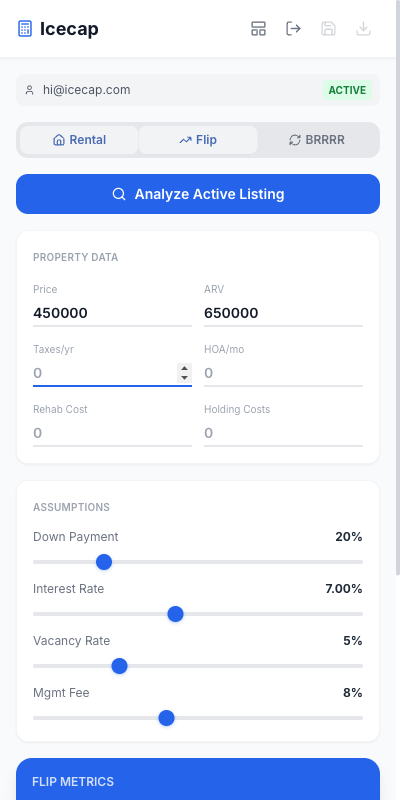 Icecap
hi@icecap.com ACTIVE
Rental Flip BRRRR
Analyze Active Listing
PROPERTY DATA
Price ARV
450000 650000
Taxes/yr HOA/mo
0 0
Rehab Cost Holding Costs
0 0
ASSUMPTIONS
Down Payment 20%
Interest Rate 7.00%
Vacancy Rate 5%
Mgmt Fee 8%
FLIP METRICS